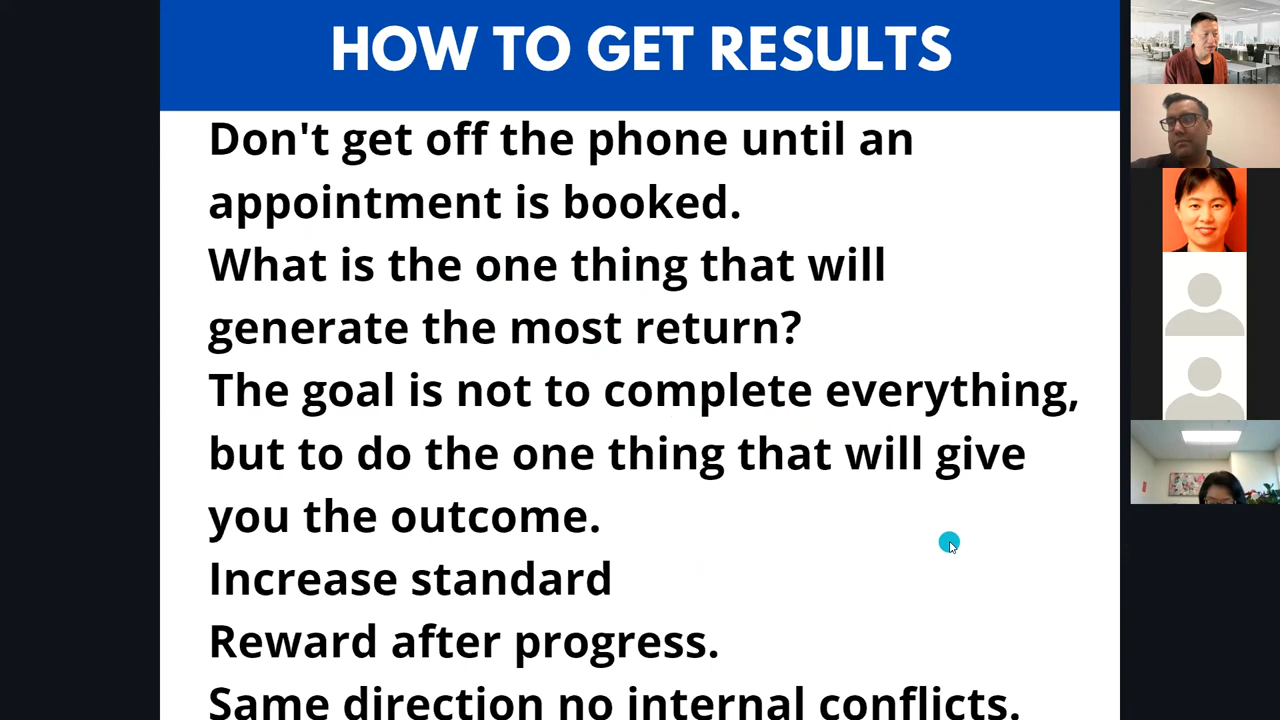 HOW TO GET RESULTS
Don't get off the phone until an
appointment is booked.
What is the one thing that will
generate the most return?
The goal is not to complete everything,
but to do the one thing that will give
you the outcome.
Increase standard
Reward after progress.
Same direction no internal conflicts.